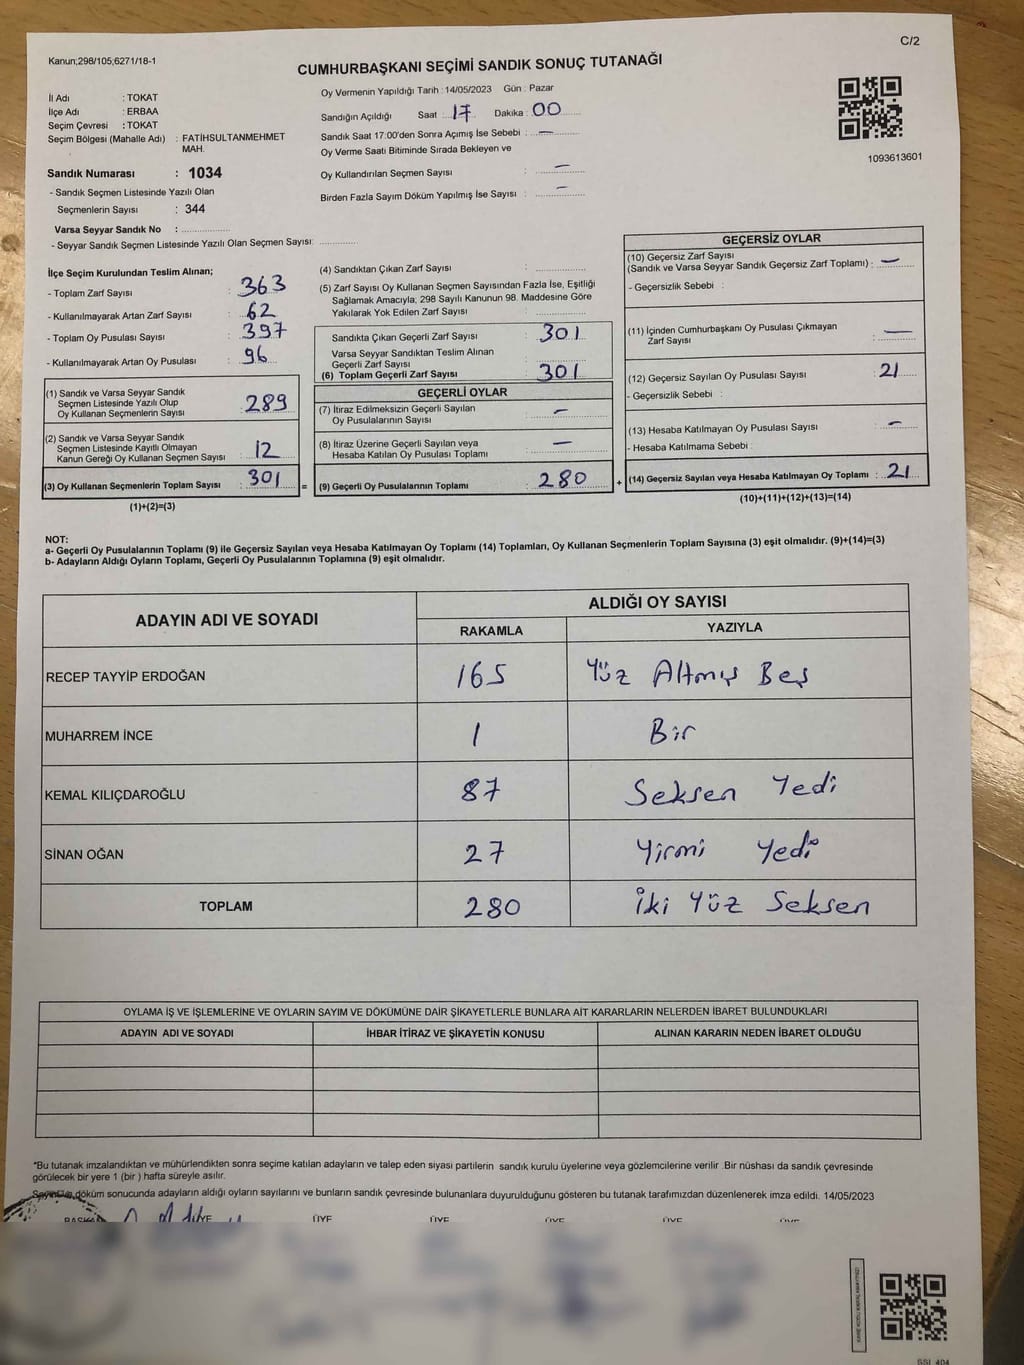 C/2
Kanun;298/105;6271/18-1
CUMHURBAŞKANI SEÇİMİ SANDIK SONUÇ TUTANAĞI
İl Adı : TOKAT
İlçe Adı : ERBAA
Seçim Çevresi : TOKAT
Seçim Bölgesi (Mahalle Adı) : FATİHSULTANMEHMET
MAH.
Sandık Numarası : 1034
- Sandık Seçmen Listesinde Yazılı Olan
Seçmenlerin Sayısı : 344
Varsa Seyyar Sandık No :
- Seyyar Sandık Seçmen Listesinde Yazılı Olan Seçmen Sayısı:
Oy Vermenin Yapıldığı Tarih : 14/05/2023 Gün : Pazar
Sandığın Açıldığı Saat 17 Dakika : 00
Sandık Saat 17:00'den Sonra Açımış İse Sebebi : —
Oy Verme Saati Bitiminde Sırada Bekleyen ve
Oy Kullandırılan Seçmen Sayısı : —
Birden Fazla Sayım Döküm Yapılmış İse Sayısı : —
1093613601
İlçe Seçim Kurulundan Teslim Alınan;
- Toplam Zarf Sayısı : 363
- Kullanılmayarak Artan Zarf Sayısı : 62
- Toplam Oy Pusulası Sayısı : 397
- Kullanılmayarak Artan Oy Pusulası : 96
(1) Sandık ve Varsa Seyyar Sandık
Seçmen Listesinde Yazılı Olup
Oy Kullanan Seçmenlerin Sayısı : 289
(2) Sandık ve Varsa Seyyar Sandık
Seçmen Listesinde Kayıtlı Olmayan
Kanun Gereği Oy Kullanan Seçmen Sayısı : 12
(3) Oy Kullanan Seçmenlerin Toplam Sayısı : 301 =
(1)+(2)=(3)
(4) Sandıktan Çıkan Zarf Sayısı :
(5) Zarf Sayısı Oy Kullanan Seçmen Sayısından Fazla İse, Eşitliği
Sağlamak Amacıyla; 298 Sayılı Kanunun 98. Maddesine Göre
Yakılarak Yok Edilen Zarf Sayısı :
Sandıkta Çıkan Geçerli Zarf Sayısı : 301
Varsa Seyyar Sandıktan Teslim Alınan
Geçerli Zarf Sayısı :
(6) Toplam Geçerli Zarf Sayısı : 301
GEÇERLİ OYLAR
(7) İtiraz Edilmeksizin Geçerli Sayılan
Oy Pusulalarının Sayısı : —
(8) İtiraz Üzerine Geçerli Sayılan veya
Hesaba Katılan Oy Pusulası Toplamı : —
(9) Geçerli Oy Pusulalarının Toplamı : 280 +
GEÇERSİZ OYLAR
(10) Geçersiz Zarf Sayısı
(Sandık ve Varsa Seyyar Sandık Geçersiz Zarf Toplamı) : —
- Geçersizlik Sebebi :
(11) İçinden Cumhurbaşkanı Oy Pusulası Çıkmayan
Zarf Sayısı : —
(12) Geçersiz Sayılan Oy Pusulası Sayısı : 21
- Geçersizlik Sebebi :
(13) Hesaba Katılmayan Oy Pusulası Sayısı : —
- Hesaba Katılmama Sebebi :
(14) Geçersiz Sayılan veya Hesaba Katılmayan Oy Toplamı : 21
(10)+(11)+(12)+(13)=(14)
NOT:
a- Geçerli Oy Pusulalarının Toplamı (9) ile Geçersiz Sayılan veya Hesaba Katılmayan Oy Toplamı (14) Toplamları, Oy Kullanan Seçmenlerin Toplam Sayısına (3) eşit olmalıdır. (9)+(14)=(3)
b- Adayların Aldığı Oyların Toplamı, Geçerli Oy Pusulalarının Toplamına (9) eşit olmalıdır.
ADAYIN ADI VE SOYADI ALDIĞI OY SAYISI
RAKAMLA YAZIYLA
RECEP TAYYİP ERDOĞAN 165 Yüz Altmış Beş
MUHARREM İNCE 1 Bir
KEMAL KILIÇDAROĞLU 87 Seksen Yedi
SİNAN OĞAN 27 Yirmi Yedi
TOPLAM 280 İki Yüz Seksen
OYLAMA İŞ VE İŞLEMLERİNE VE OYLARIN SAYIM VE DÖKÜMÜNE DAİR ŞİKAYETLERLE BUNLARA AİT KARARLARIN NELERDEN İBARET BULUNDUKLARI
ADAYIN ADI VE SOYADI İHBAR İTİRAZ VE ŞİKAYETİN KONUSU ALINAN KARARIN NEDEN İBARET OLDUĞU
*Bu tutanak imzalandıktan ve mühürlendikten sonra seçime katılan adayların ve talep eden siyasi partilerin sandık kurulu üyelerine veya gözlemcilerine verilir .Bir nüshası da sandık çevresinde
görülecek bir yere 1 (bir ) hafta süreyle asılır.
döküm sonucunda adayların aldığı oyların sayılarını ve bunların sandık çevresinde bulunanlara duyurulduğunu gösteren bu tutanak tarafımızdan düzenlenerek imza edildi. 14/05/2023
ÜYE ÜYE ÜYE ÜYE ÜYE